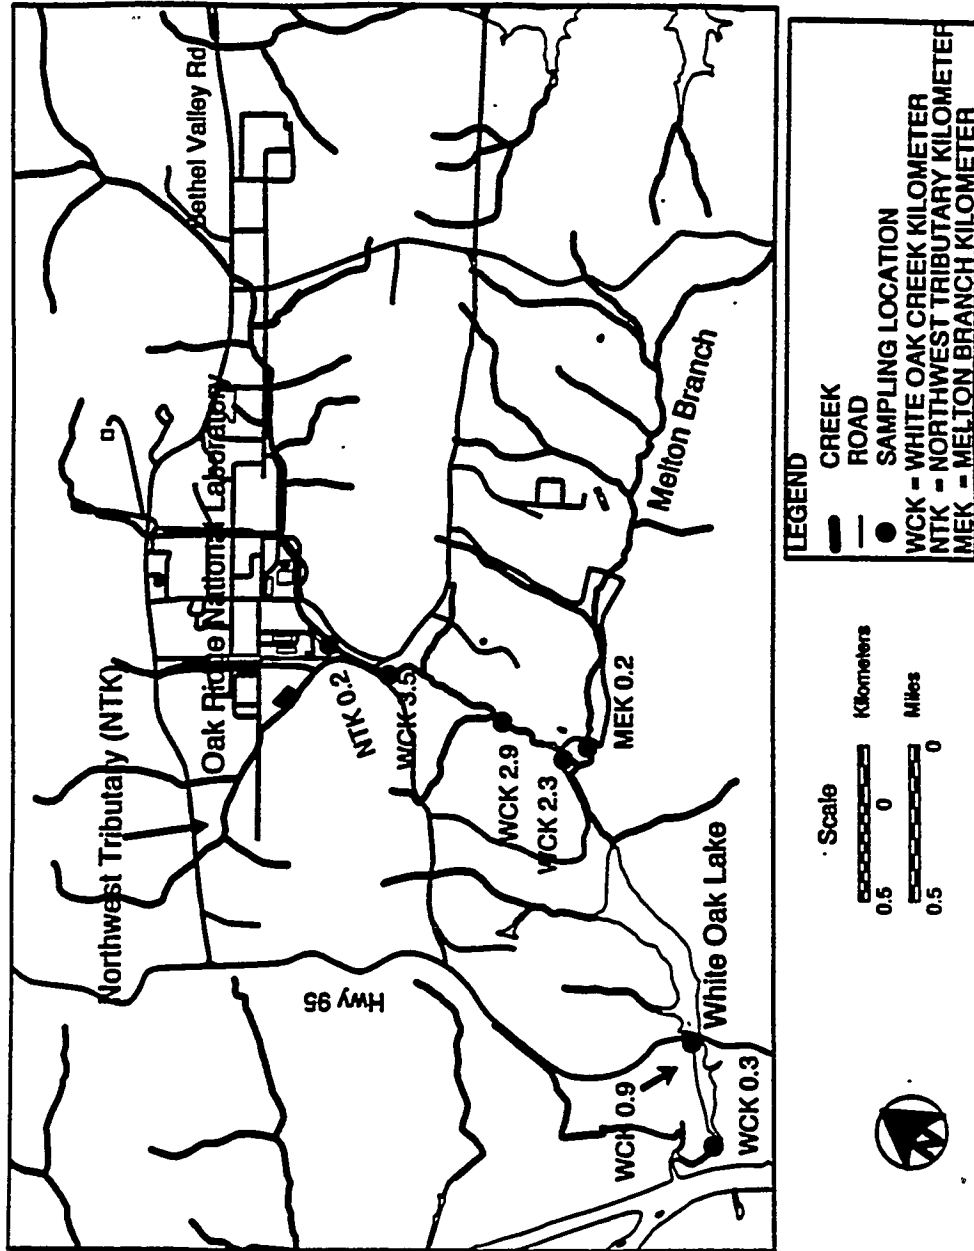 Bethel Valley Rd
Oak Ridge National Laboratory
Northwest Tributary (NTK)
NTK 0.2
WCK 3.5
WCK 2.9
WCK 2.3
MEK 0.2
Melton Branch
Hwy 95
White Oak Lake
WCK 0.9
WCK 0.3
LEGEND
CREEK
ROAD
SAMPLING LOCATION
WCK = WHITE OAK CREEK KILOMETER
NTK = NORTHWEST TRIBUTARY KILOMETER
MEK = MELTON BRANCH KILOMETER
Scale
0.5 0 Kilometers
0.5 0 Miles
N